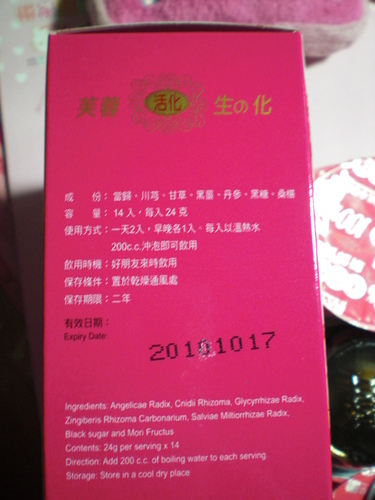 芙蕾 活化 生の化
成 份：當歸、川芎、甘草、黑薑、丹參、黑糖、桑椹
容 量：14 入，每入 24 克
使用方式：一天2入，早晚各1入。每入以溫熱水
200c.c.沖泡即可飲用
飲用時機：好朋友來時飲用
保存條件：置於乾燥通風處
保存期限：二年
有效日期：
Expiry Date:
20101017
Ingredients: Angelicae Radix, Cnidii Rhizoma, Glycyrrhizae Radix,
Zingiberis Rhizoma Carbonarium, Salviae Miltiorrhizae Radix,
Black sugar and Mori Fructus
Contents: 24g per serving x 14
Direction: Add 200 c.c. of boiling water to each serving.
Storage: Store in a cool dry place